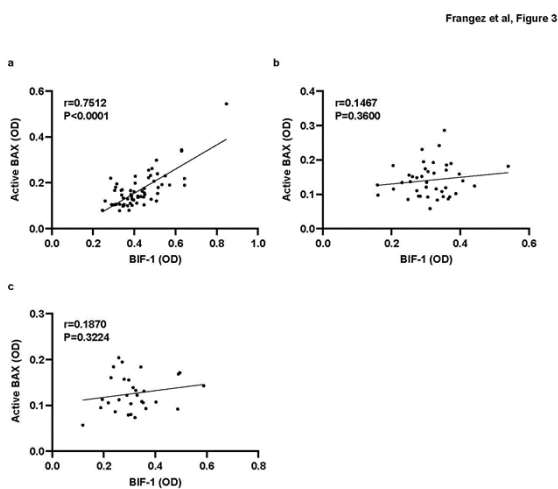 Frangez et al, Figure 3
a
r=0.7512
P<0.0001
Active BAX (OD)
0.6
0.4
0.2
0.0
0.0 0.2 0.4 0.6 0.8 1.0
BIF-1 (OD)
b
r=0.1467
P=0.3600
Active BAX (OD)
0.4
0.3
0.2
0.1
0.0
0.0 0.2 0.4 0.6
BIF-1 (OD)
c
r=0.1870
P=0.3224
Active BAX (OD)
0.3
0.2
0.1
0.0
0.0 0.2 0.4 0.6 0.8
BIF-1 (OD)